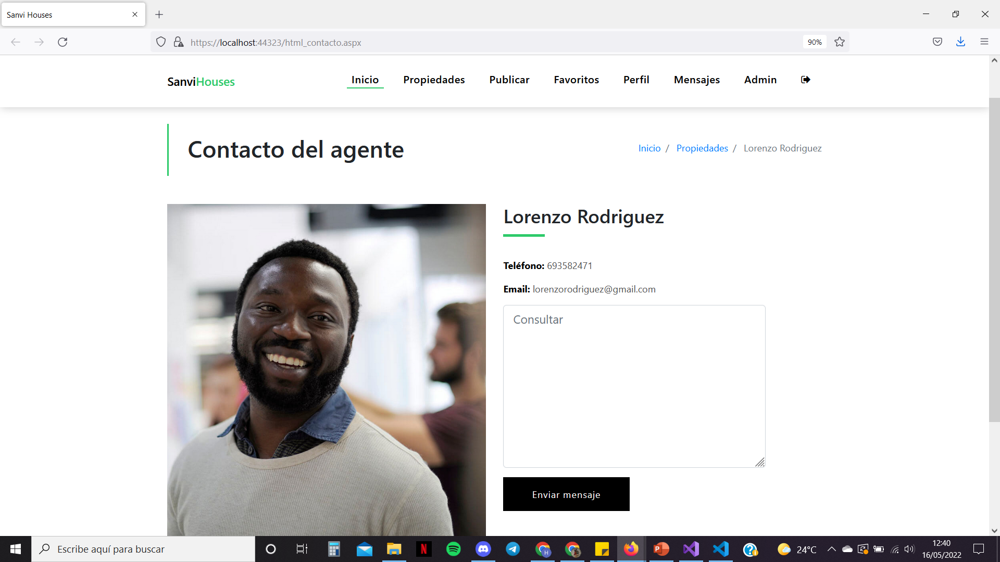 Sanvi Houses
https://localhost:44323/html_contacto.aspx
90%
SanviHouses
Inicio
Propiedades
Publicar
Favoritos
Perfil
Mensajes
Admin
Contacto del agente
Inicio / Propiedades / Lorenzo Rodriguez
Lorenzo Rodriguez
Teléfono: 693582471
Email: lorenzorodriguez@gmail.com
Consultar
Enviar mensaje
Escribe aquí para buscar
24°C
12:40
16/05/2022